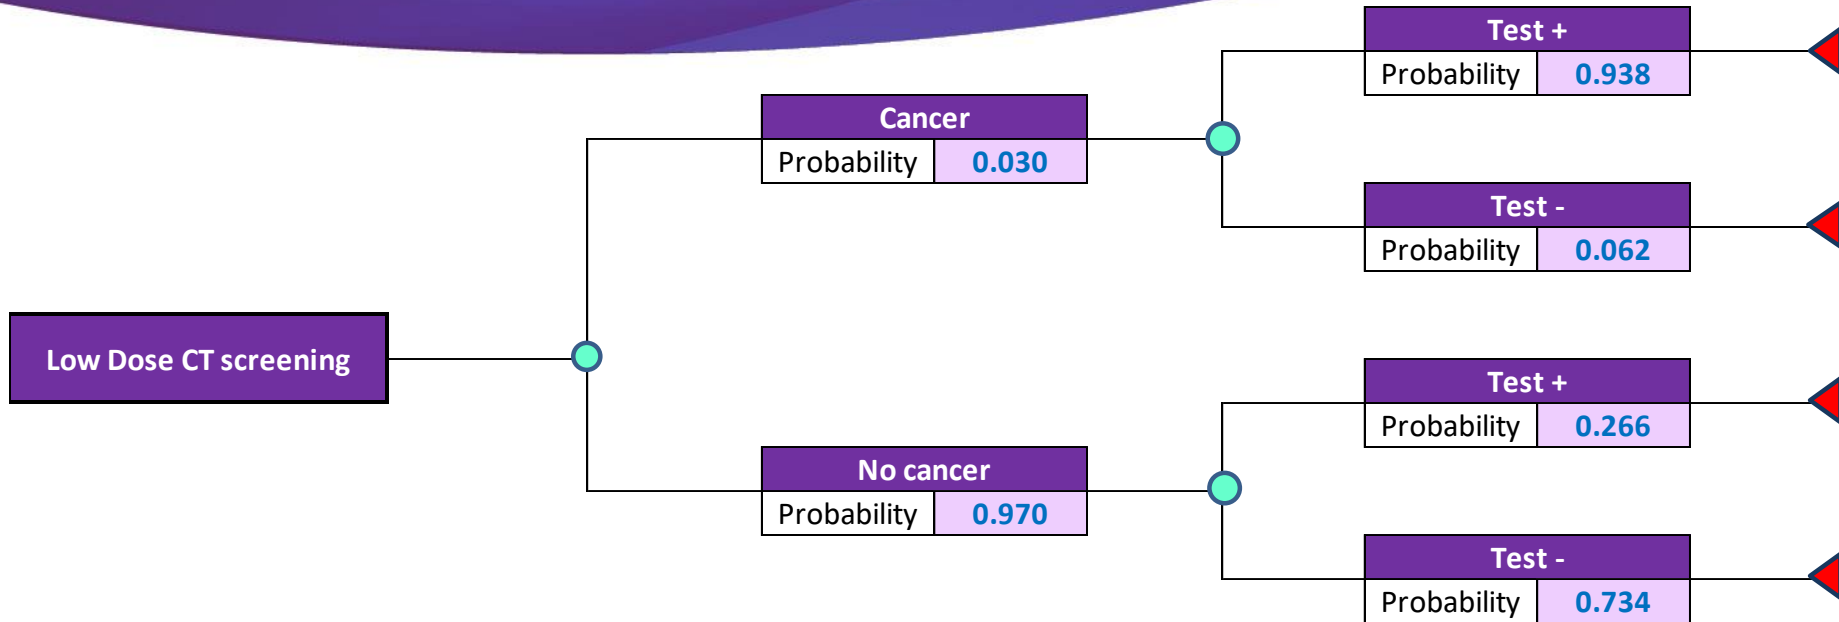 Test +
Probability 0.938
Cancer
Probability 0.030
Test -
Probability 0.062
Low Dose CT screening
Test +
Probability 0.266
No cancer
Probability 0.970
Test -
Probability 0.734